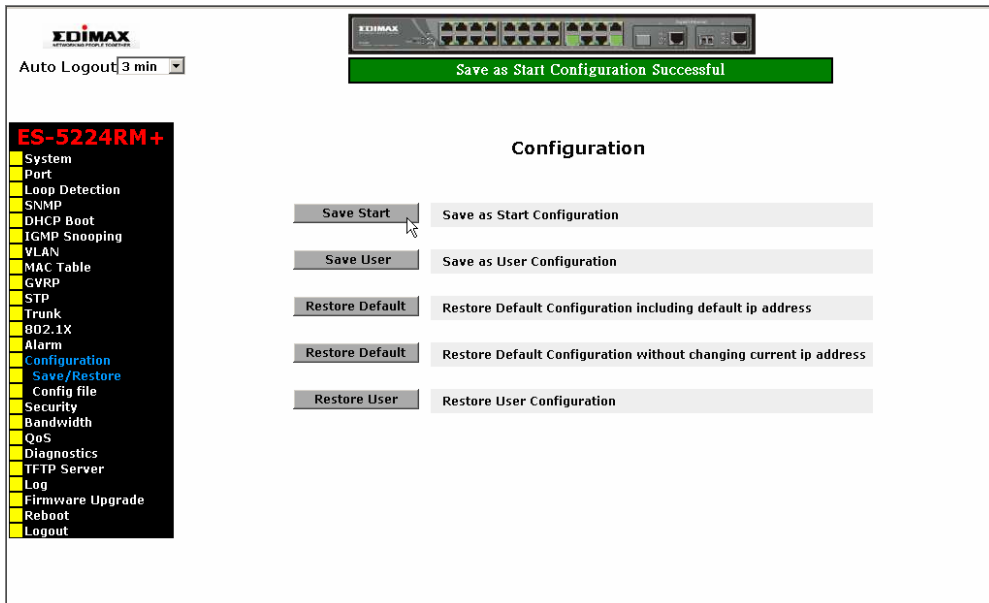 EDIMAX
NETWORKING PEOPLE TOGETHER
Auto Logout 3 min
EDIMAX
Save as Start Configuration Successful
ES-5224RM+
System
Port
Loop Detection
SNMP
DHCP Boot
IGMP Snooping
VLAN
MAC Table
GVRP
STP
Trunk
802.1X
Alarm
Configuration
Save/Restore
Config file
Security
Bandwidth
QoS
Diagnostics
TFTP Server
Log
Firmware Upgrade
Reboot
Logout
Configuration
Save Start Save as Start Configuration
Save User Save as User Configuration
Restore Default Restore Default Configuration including default ip address
Restore Default Restore Default Configuration without changing current ip address
Restore User Restore User Configuration